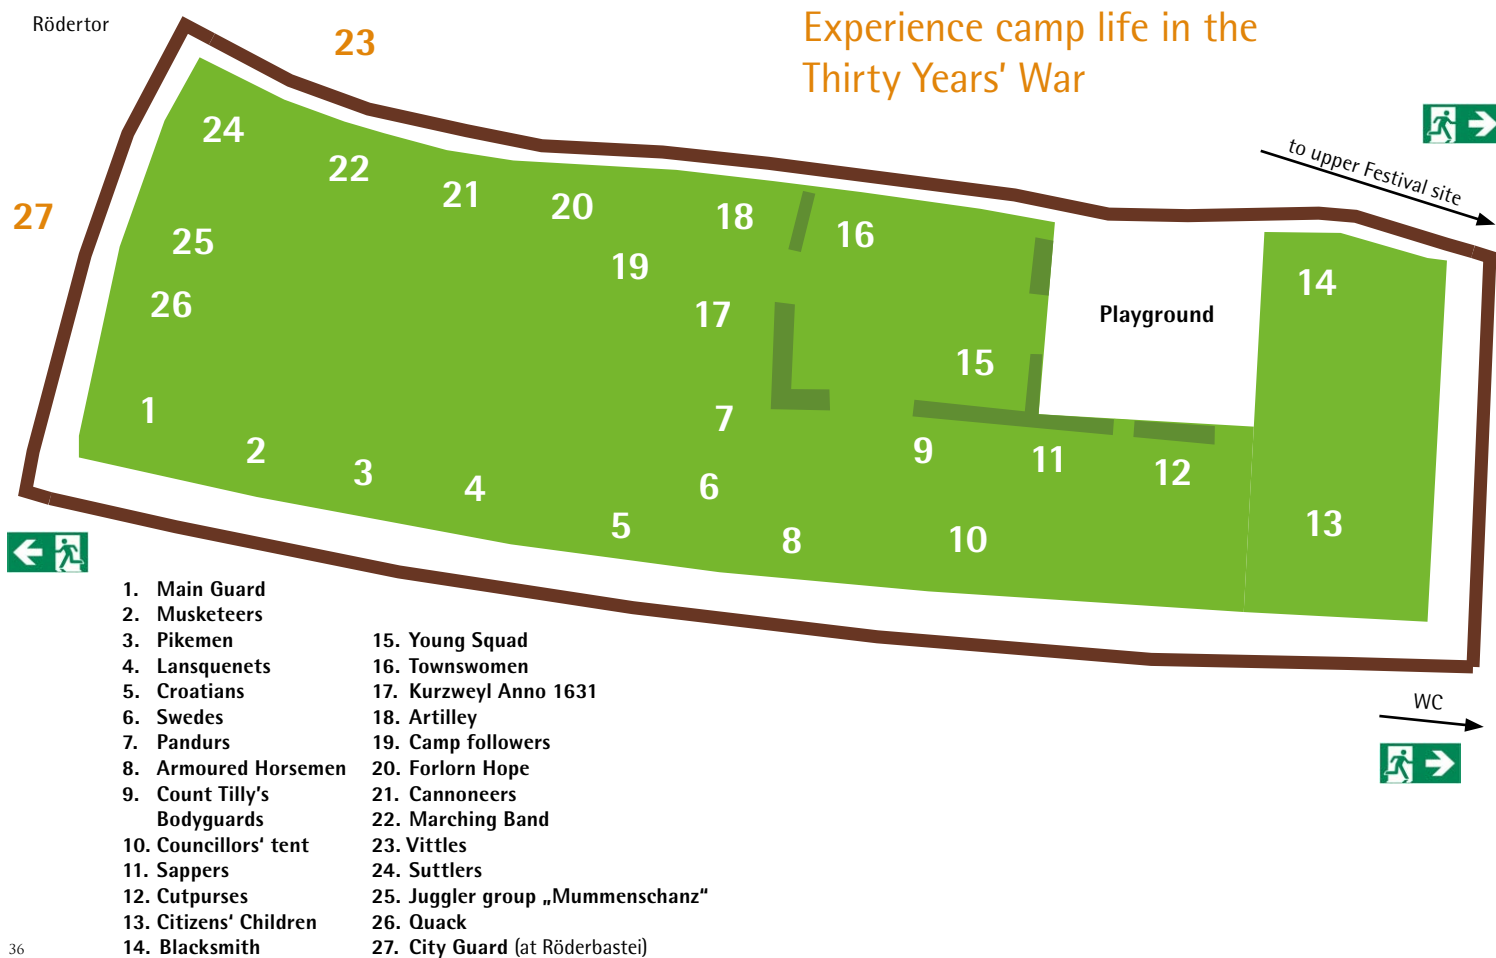 Rödertor
Experience camp life in the
Thirty Years' War
23
24
22
21
20
18
16
to upper Festival site
27
25
19
26
17
14
Playground
15
1
7
2
3
4
6
9
11
12
5
8
10
13
1. Main Guard
2. Musketeers
3. Pikemen
4. Lansquenets
5. Croatians
6. Swedes
7. Pandurs
8. Armoured Horsemen
9. Count Tilly's
Bodyguards
10. Councillors' tent
11. Sappers
12. Cutpurses
13. Citizens' Children
14. Blacksmith
15. Young Squad
16. Townswomen
17. Kurzweyl Anno 1631
18. Artilley
19. Camp followers
20. Forlorn Hope
21. Cannoneers
22. Marching Band
23. Vittles
24. Suttlers
25. Juggler group „Mummenschanz"
26. Quack
27. City Guard (at Röderbastei)
WC
36